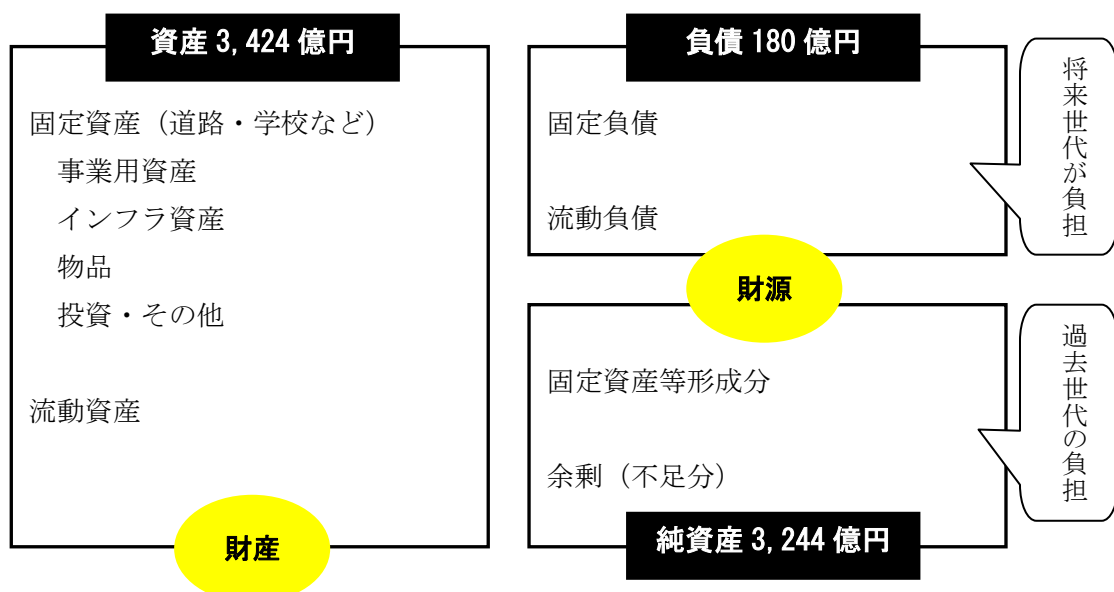 資産 3,424 億円
固定資産（道路・学校など）
事業用資産
インフラ資産
物品
投資・その他
流動資産
財産
負債 180 億円
固定負債
流動負債
将来世代が負担
財源
固定資産等形成分
余剰（不足分）
純資産 3,244 億円
過去世代の負担